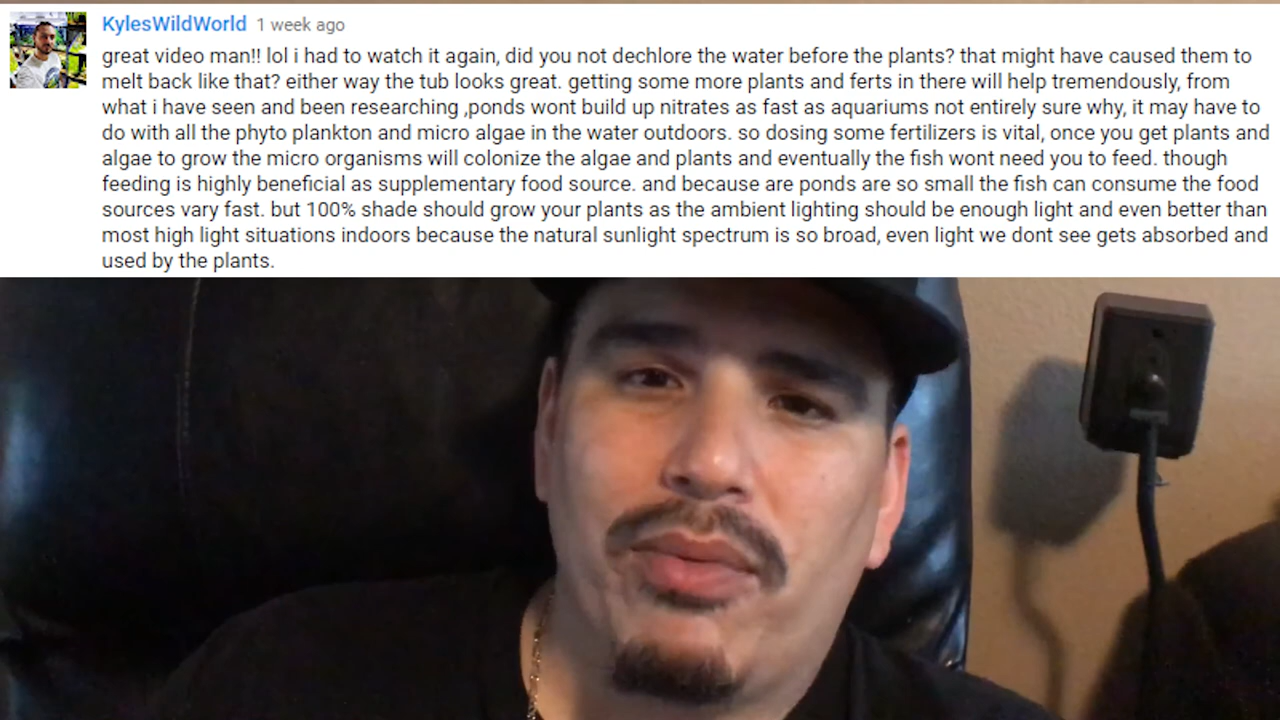 KylesWildWorld 1 week ago
great video man!! lol i had to watch it again, did you not dechlore the water before the plants? that might have caused them to
melt back like that? either way the tub looks great. getting some more plants and ferts in there will help tremendously, from
what i have seen and been researching ,ponds wont build up nitrates as fast as aquariums not entirely sure why, it may have to
do with all the phyto plankton and micro algae in the water outdoors. so dosing some fertilizers is vital, once you get plants and
algae to grow the micro organisms will colonize the algae and plants and eventually the fish wont need you to feed. though
feeding is highly beneficial as supplementary food source. and because are ponds are so small the fish can consume the food
sources vary fast. but 100% shade should grow your plants as the ambient lighting should be enough light and even better than
most high light situations indoors because the natural sunlight spectrum is so broad, even light we dont see gets absorbed and
used by the plants.